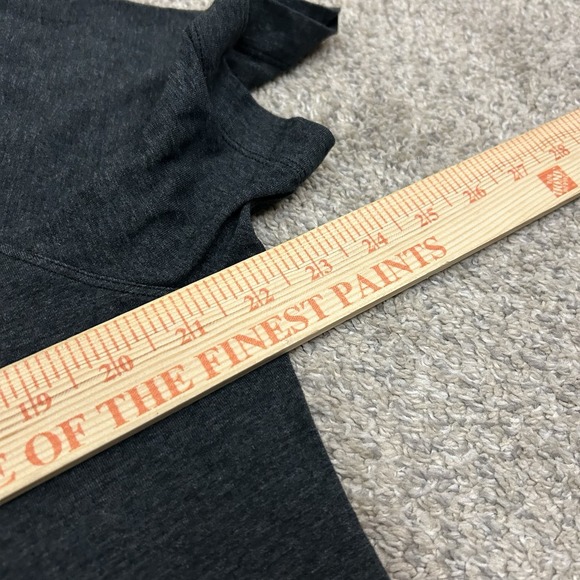 19 20 21 22 23 24 25 26 27 28
E OF THE FINEST PAINTS